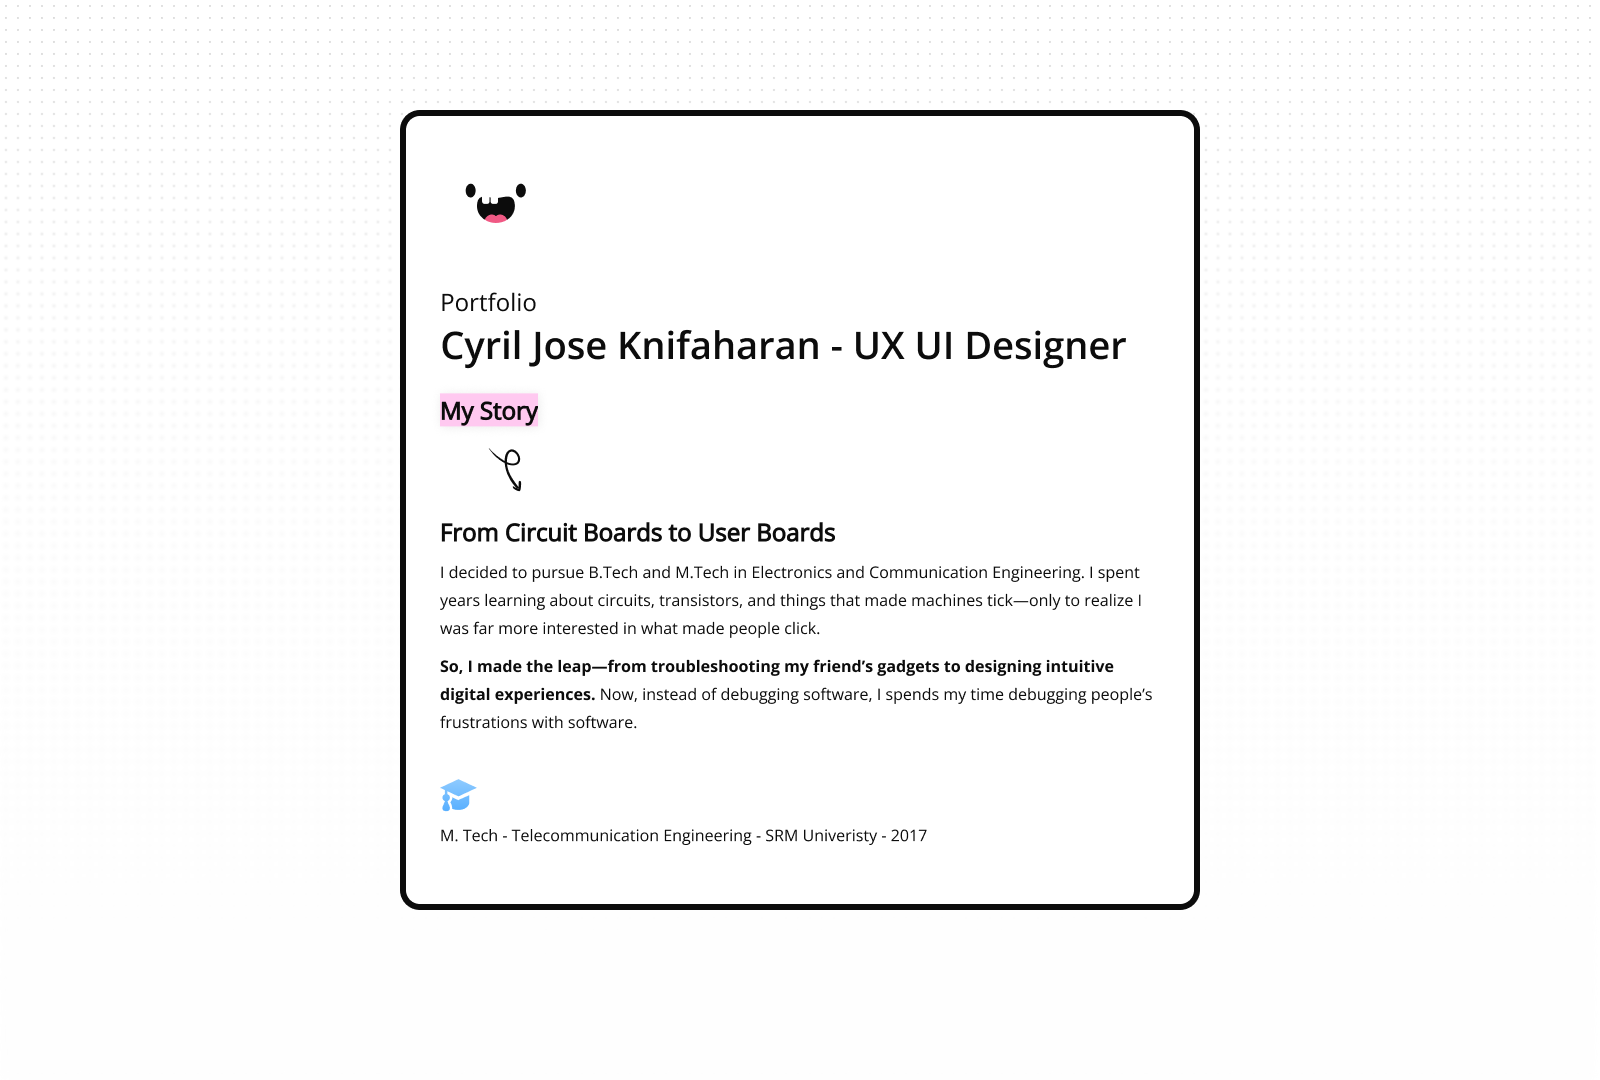 Portfolio
Cyril Jose Knifaharan - UX UI Designer
My Story
From Circuit Boards to User Boards
I decided to pursue B.Tech and M.Tech in Electronics and Communication Engineering. I spent
years learning about circuits, transistors, and things that made machines tick—only to realize I
was far more interested in what made people click.
So, I made the leap—from troubleshooting my friend’s gadgets to designing intuitive
digital experiences. Now, instead of debugging software, I spends my time debugging people’s
frustrations with software.
M. Tech - Telecommunication Engineering - SRM Univeristy - 2017